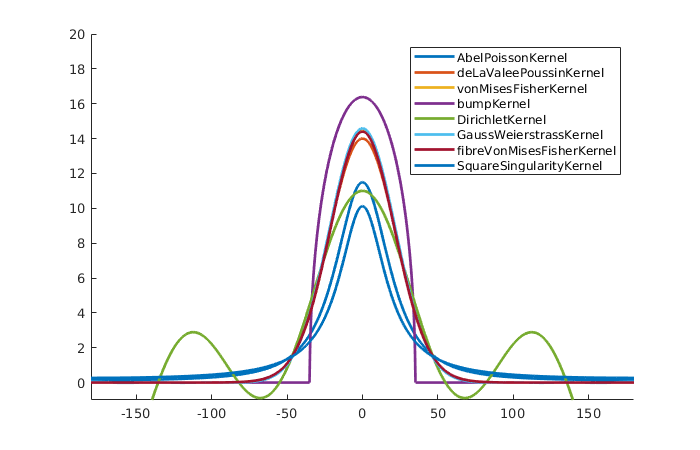 20
18
16
14
12
10
8
6
4
2
0
-150 -100 -50 0 50 100 150
AbelPoissonKernel
deLaValeePoussinKernel
vonMisesFisherKernel
bumpKernel
DirichletKernel
GaussWeierstrassKernel
fibreVonMisesFisherKernel
SquareSingularityKernel